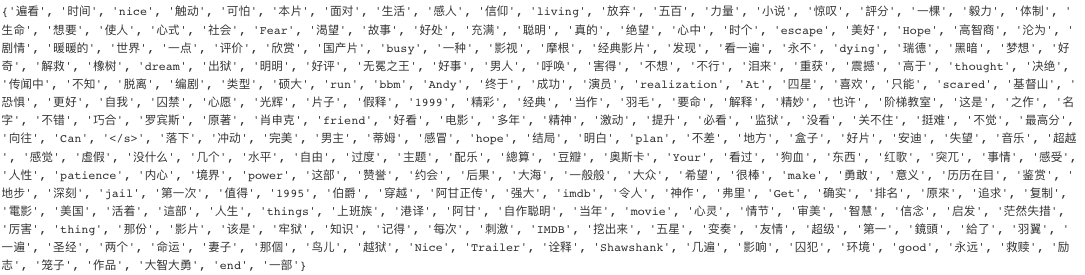 {'遍看', '时间', 'nice', '触动', '可怕', '本片', '面对', '生活', '感人', '信仰', 'living', '放弃', '五百', '力量', '小说', '惊叹', '評分', '一棵', '毅力', '体制', '
生命', '想要', '使人', '心式', '社会', 'Fear', '渴望', '故事', '好处', '充满', '聪明', '真的', '绝望', '心中', '时个', 'escape', '美好', 'Hope', '高智商', '沦为', '
剧情', '暖暖的', '世界', '一点', '评价', '欣赏', '国产片', 'busy', '一种', '影视', '摩根', '经典影片', '发现', '看一遍', '永不', 'dying', '瑞德', '黑暗', '梦想', '好
奇', '解救', '橡树', 'dream', '出狱', '明明', '好评', '无冕之王', '好事', '男人', '呼唤', '害得', '不想', '不行', '泪来', '重获', '震撼', '高于', 'thought', '决绝',
'传闻中', '不知', '脱离', '编剧', '类型', '硕大', 'run', 'bbm', 'Andy', '终于', '成功', '演员', 'realization', 'At', '四星', '喜欢', '只能', 'scared', '基督山', '
恐惧', '更好', '自我', '囚禁', '心愿', '光辉', '片子', '假释', '1999', '精彩', '经典', '当作', '羽毛', '要命', '解释', '精妙', '也许', '阶梯教室', '这是', '之作', '名
字', '不错', '巧合', '罗宾斯', '原著', '肖申克', 'friend', '好看', '电影', '多年', '精神', '激动', '提升', '必看', '监狱', '没看', '关不住', '挺难', '不觉', '最高分',
'向往', 'Can', '</s>', '落下', '冲动', '完美', '男主', '蒂姆', '感冒', 'hope', '结局', '明白', 'plan', '不差', '地方', '盒子', '好片', '安迪', '失望', '音乐', '超越
', '感觉', '虚假', '没什么', '几个', '水平', '自由', '过度', '主题', '配乐', '總算', '豆瓣', '奥斯卡', 'Your', '看过', '狗血', '东西', '红歌', '突兀', '事情', '感受',
'人性', 'patience', '内心', '境界', 'power', '这部', '赞誉', '约会', '后果', '大海', '一般般', '大众', '希望', '很棒', 'make', '勇敢', '意义', '历历在目', '鉴赏', '
地步', '深刻', 'jail', '第一次', '值得', '1995', '伯爵', '穿越', '阿甘正传', '强大', 'imdb', '令人', '神作', '弗里', 'Get', '确实', '排名', '原來', '追求', '复制',
'電影', '美国', '活着', '這部', '人生', 'things', '上班族', '港译', '阿甘', '自作聪明', '当年', 'movie', '心灵', '情节', '审美', '智慧', '信念', '启发', '茫然失措',
'厉害', 'thing', '那份', '影片', '该是', '牢狱', '知识', '记得', '每次', '刺激', 'IMDB', '挖出来', '五星', '变奏', '友情', '超级', '第一', '鏡頭', '給了', '羽翼', '
一遍', '圣经', '两个', '命运', '妻子', '那個', '鸟儿', '越狱', 'Nice', 'Trailer', '诠释', 'Shawshank', '几遍', '影响', '囚犯', '环境', 'good', '永远', '救赎', '励
志', '笼子', '作品', '大智大勇', 'end', '一部'}